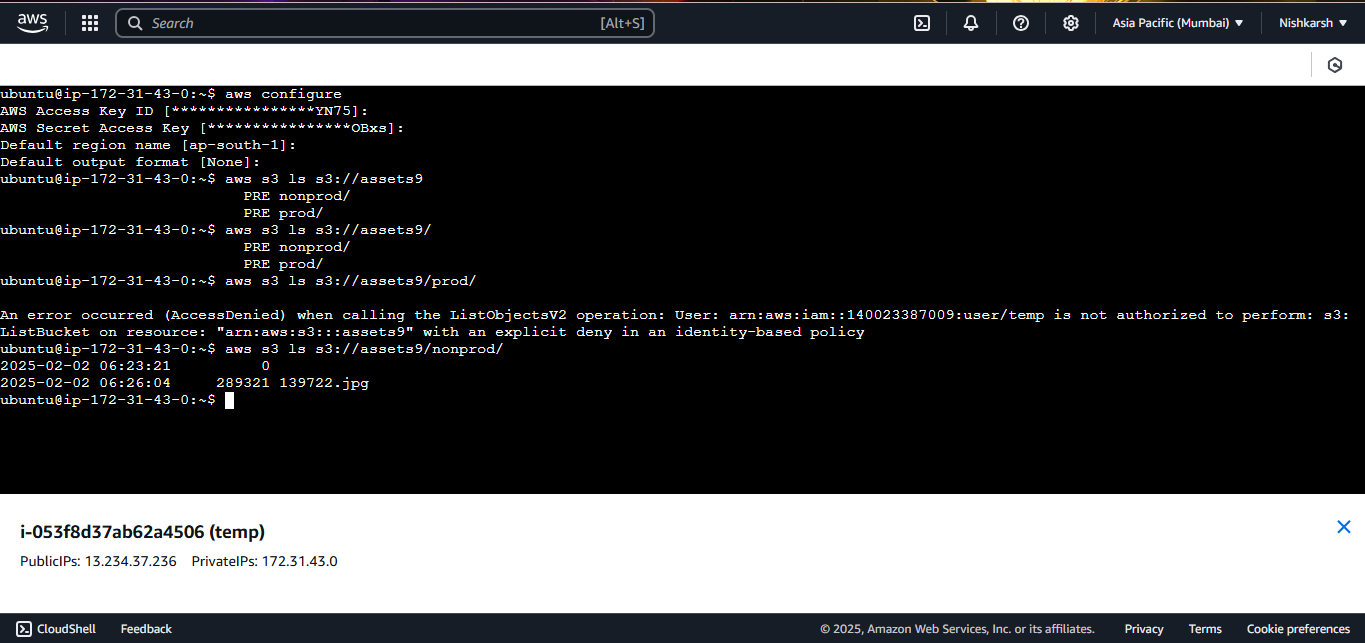 aws
Search [Alt+S]
Asia Pacific (Mumbai) Nishkarsh
ubuntu@ip-172-31-43-0:~$ aws configure
AWS Access Key ID [****************YN75]:
AWS Secret Access Key [****************OBxs]:
Default region name [ap-south-1]:
Default output format [None]:
ubuntu@ip-172-31-43-0:~$ aws s3 ls s3://assets9
PRE nonprod/
PRE prod/
ubuntu@ip-172-31-43-0:~$ aws s3 ls s3://assets9/
PRE nonprod/
PRE prod/
ubuntu@ip-172-31-43-0:~$ aws s3 ls s3://assets9/prod/
An error occurred (AccessDenied) when calling the ListObjectsV2 operation: User: arn:aws:iam::140023387009:user/temp is not authorized to perform: s3:
ListBucket on resource: "arn:aws:s3:::assets9" with an explicit deny in an identity-based policy
ubuntu@ip-172-31-43-0:~$ aws s3 ls s3://assets9/nonprod/
2025-02-02 06:23:21          0
2025-02-02 06:26:04     289321 139722.jpg
ubuntu@ip-172-31-43-0:~$
i-053f8d37ab62a4506 (temp)
PublicIPs: 13.234.37.236 PrivateIPs: 172.31.43.0
CloudShell Feedback © 2025, Amazon Web Services, Inc. or its affiliates. Privacy Terms Cookie preferences